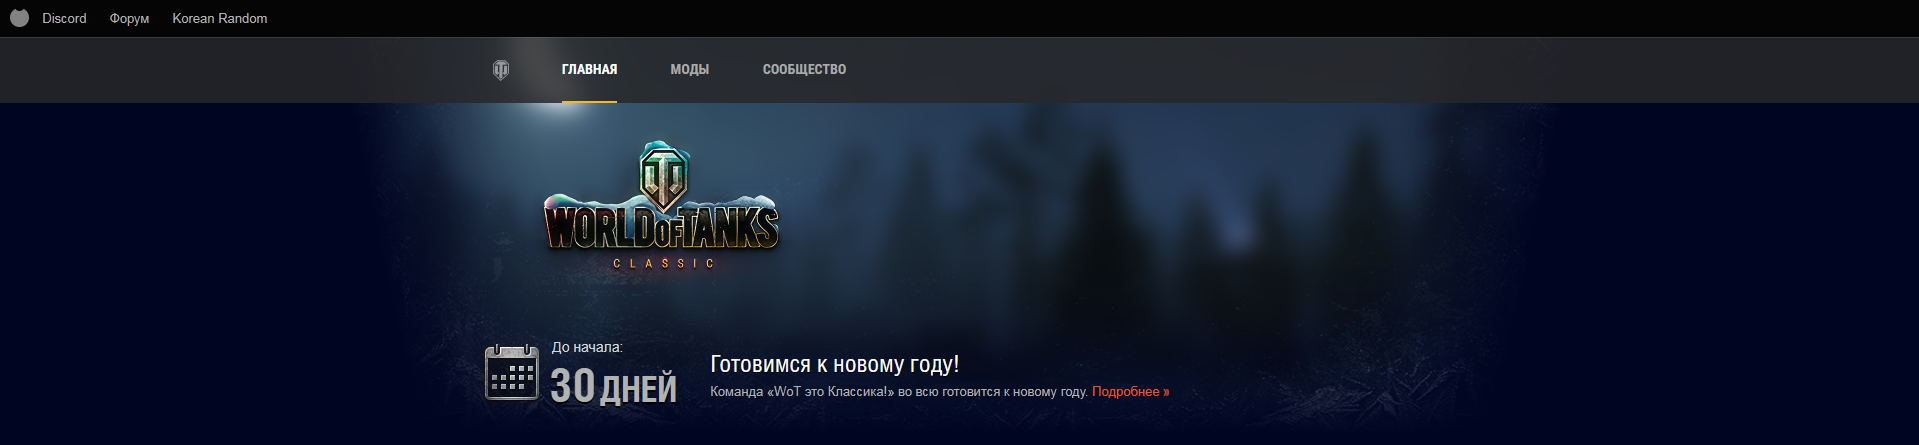 Discord Форум Korean Random
ГЛАВНАЯ МОДЫ СООБЩЕСТВО
WORLD OF TANKS
CLASSIC
До начала:
30 ДНЕЙ
Готовимся к новому году!
Команда «WoT это Классика!» во всю готовится к новому году. Подробнее »